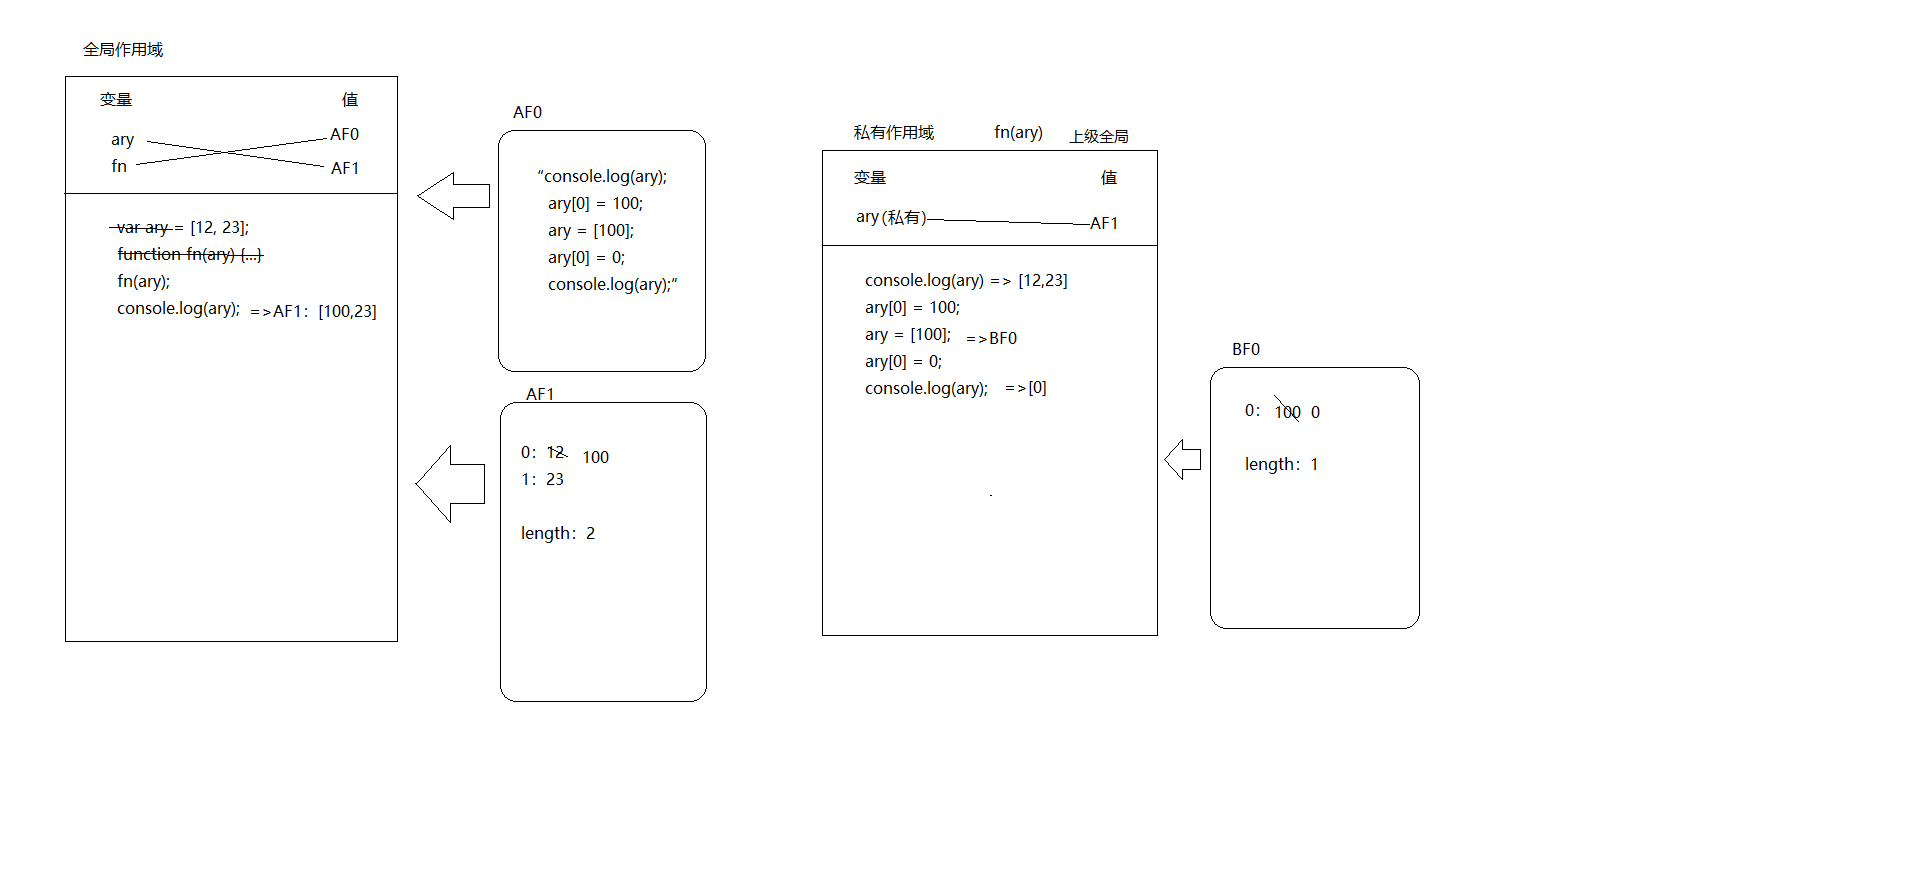 全局作用域
变量 值
ary AF0
fn AF1
var ary = [12, 23];
function fn(ary) {...}
fn(ary);
console.log(ary); =>AF1：[100,23]
AF0
“console.log(ary);
ary[0] = 100;
ary = [100];
ary[0] = 0;
console.log(ary);“
AF1
0：12 100
1：23
length：2
私有作用域 fn(ary) 上级全局
变量 值
ary(私有) AF1
console.log(ary) => [12,23]
ary[0] = 100;
ary = [100]; =>BF0
ary[0] = 0;
console.log(ary); =>[0]
BF0
0：100 0
length：1